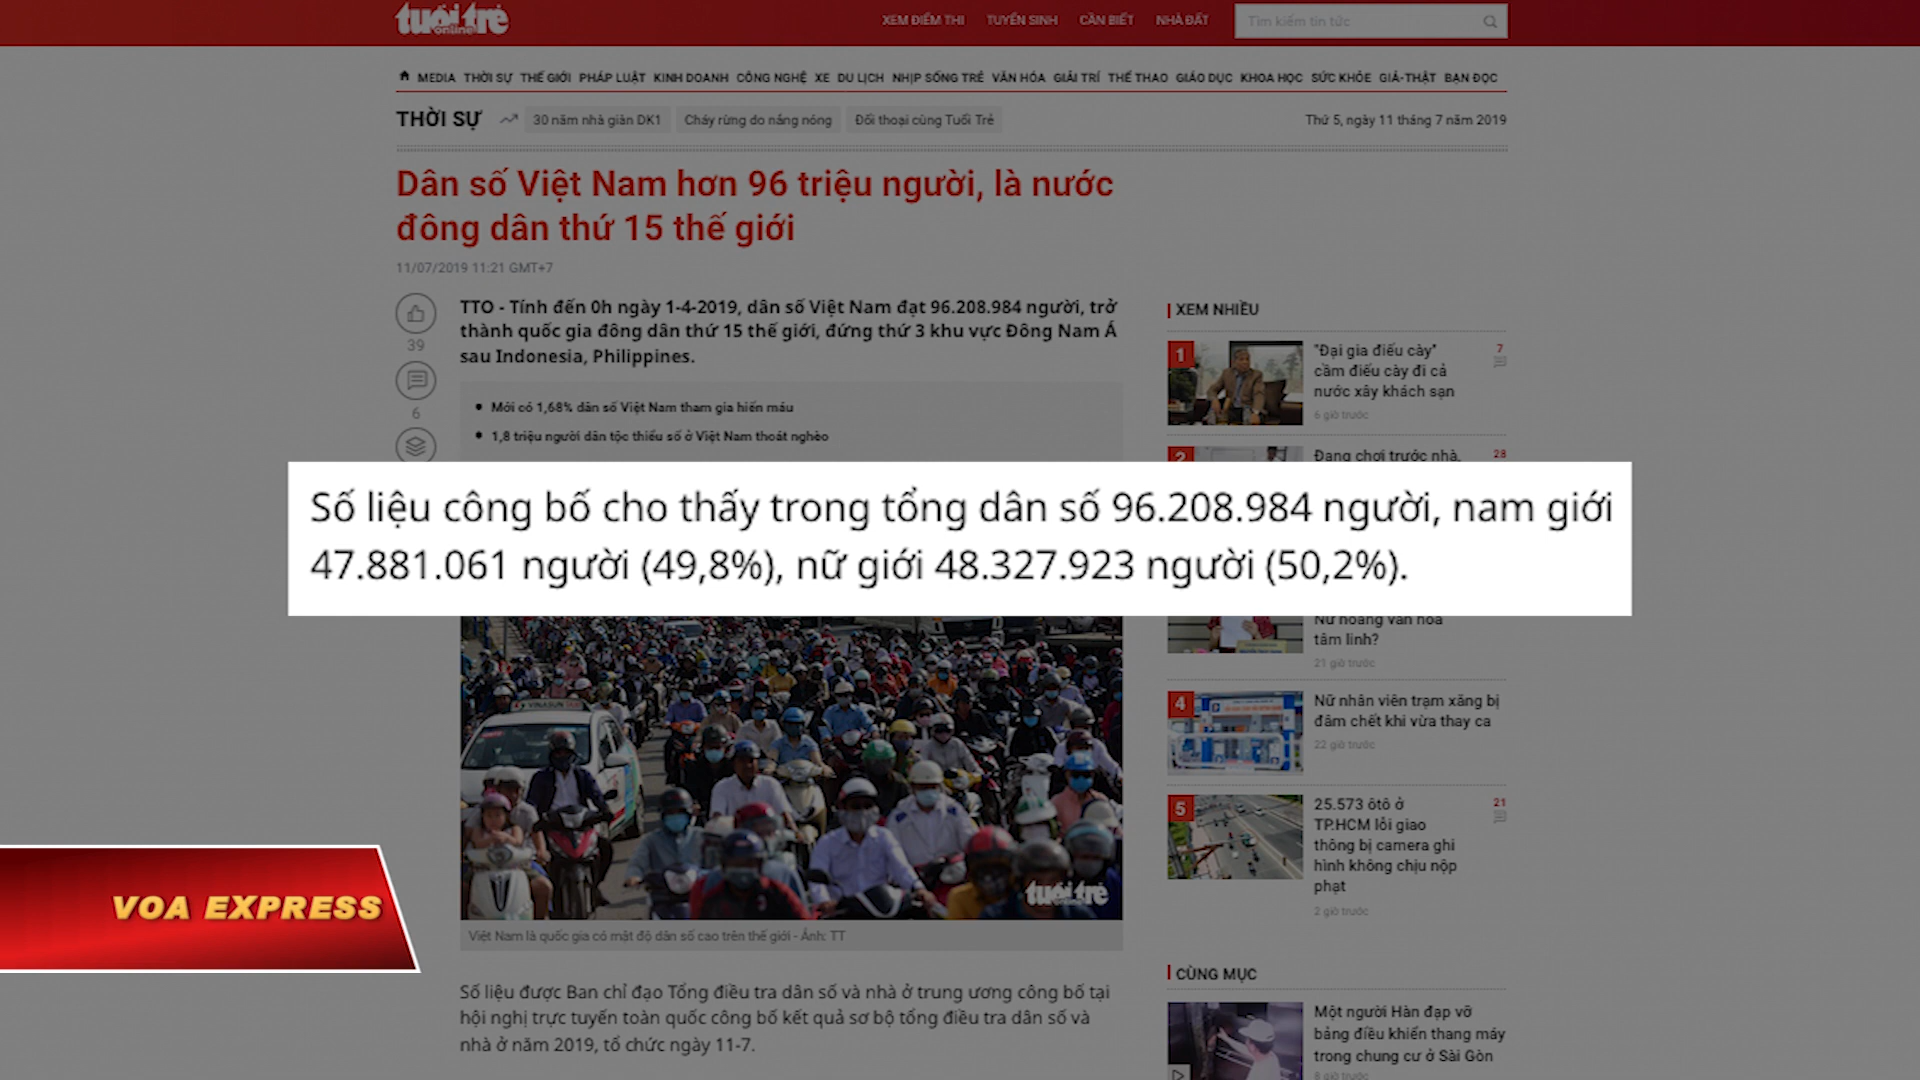 tuổi trẻ
online
XEM ĐIỂM THI TUYỂN SINH CẦN BIẾT NHÀ ĐẤT
Tìm kiếm tin tức
MEDIA THỜI SỰ THẾ GIỚI PHÁP LUẬT KINH DOANH CÔNG NGHỆ XE DU LỊCH NHỊP SỐNG TRẺ VĂN HÓA GIẢI TRÍ THỂ THAO GIÁO DỤC KHOA HỌC SỨC KHỎE GIẢ-THẬT BẠN ĐỌC
THỜI SỰ 30 năm nhà giàn DK1 Cháy rừng do nắng nóng Đối thoại cùng Tuổi Trẻ Thứ 5, ngày 11 tháng 7 năm 2019
Dân số Việt Nam hơn 96 triệu người, là nước
đông dân thứ 15 thế giới
11/07/2019 11:21 GMT+7
39
6
TTO - Tính đến 0h ngày 1-4-2019, dân số Việt Nam đạt 96.208.984 người, trở
thành quốc gia đông dân thứ 15 thế giới, đứng thứ 3 khu vực Đông Nam Á
sau Indonesia, Philippines.
Mới có 1,68% dân số Việt Nam tham gia hiến máu
1,8 triệu người dân tộc thiểu số ở Việt Nam thoát nghèo
Số liệu công bố cho thấy trong tổng dân số 96.208.984 người, nam giới
47.881.061 người (49,8%), nữ giới 48.327.923 người (50,2%).
VINASUN TAXI
tuổi trẻ
Việt Nam là quốc gia có mật độ dân số cao trên thế giới - Ảnh: TT
Số liệu được Ban chỉ đạo Tổng điều tra dân số và nhà ở trung ương công bố tại
hội nghị trực tuyến toàn quốc công bố kết quả sơ bộ tổng điều tra dân số và
nhà ở năm 2019, tổ chức ngày 11-7.
XEM NHIỀU
1
"Đại gia điếu cày"
cầm điếu cày đi cả
nước xây khách sạn
7
6 giờ trước
2
Đang chơi trước nhà,
28
Nữ hoàng văn hóa
tâm linh?
21 giờ trước
4
Nữ nhân viên trạm xăng bị
đâm chết khi vừa thay ca
22 giờ trước
5
25.573 ôtô ở
TP.HCM lỗi giao
thông bị camera ghi
hình không chịu nộp
phạt
21
2 giờ trước
CÙNG MỤC
Một người Hàn đạp vỡ
bảng điều khiển thang máy
trong chung cư ở Sài Gòn
8 giờ trước
VOA EXPRESS